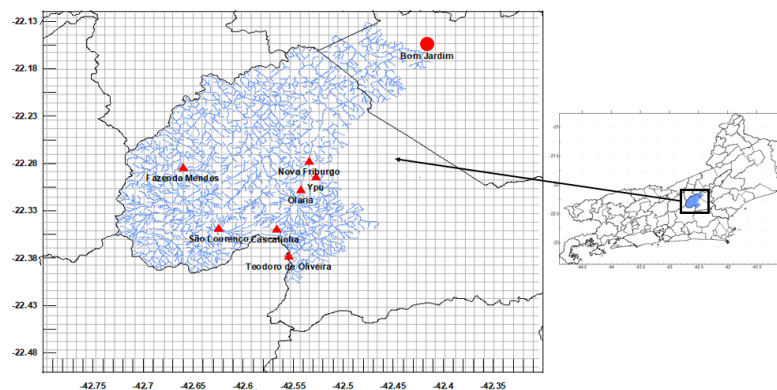 -22.13
-22.18
-22.23
-22.28
-22.33
-22.38
-22.43
-22.48
Bom Jardim
Nova Friburgo
Fazenda Mendes
Ypu
Olaria
São Lourenço
Cascatinha
Teodoro de Oliveira
-42.75
-42.7
-42.65
-42.6
-42.55
-42.5
-42.45
-42.4
-42.35